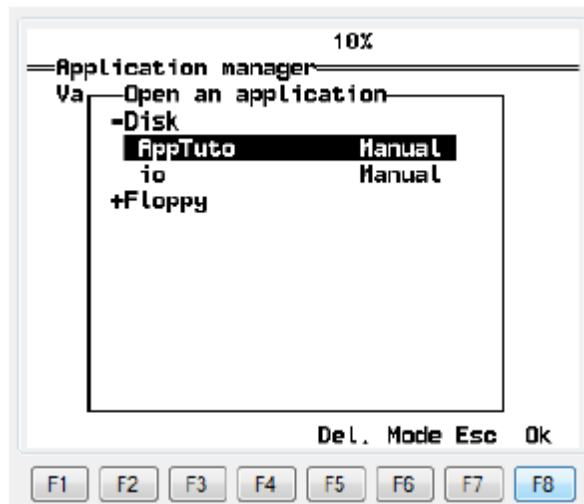 10%
Application manager
Va
Open an application
-Disk
AppTuto Manual
io Manual
+Floppy
Del. Mode Esc Ok
F1 F2 F3 F4 F5 F6 F7 F8